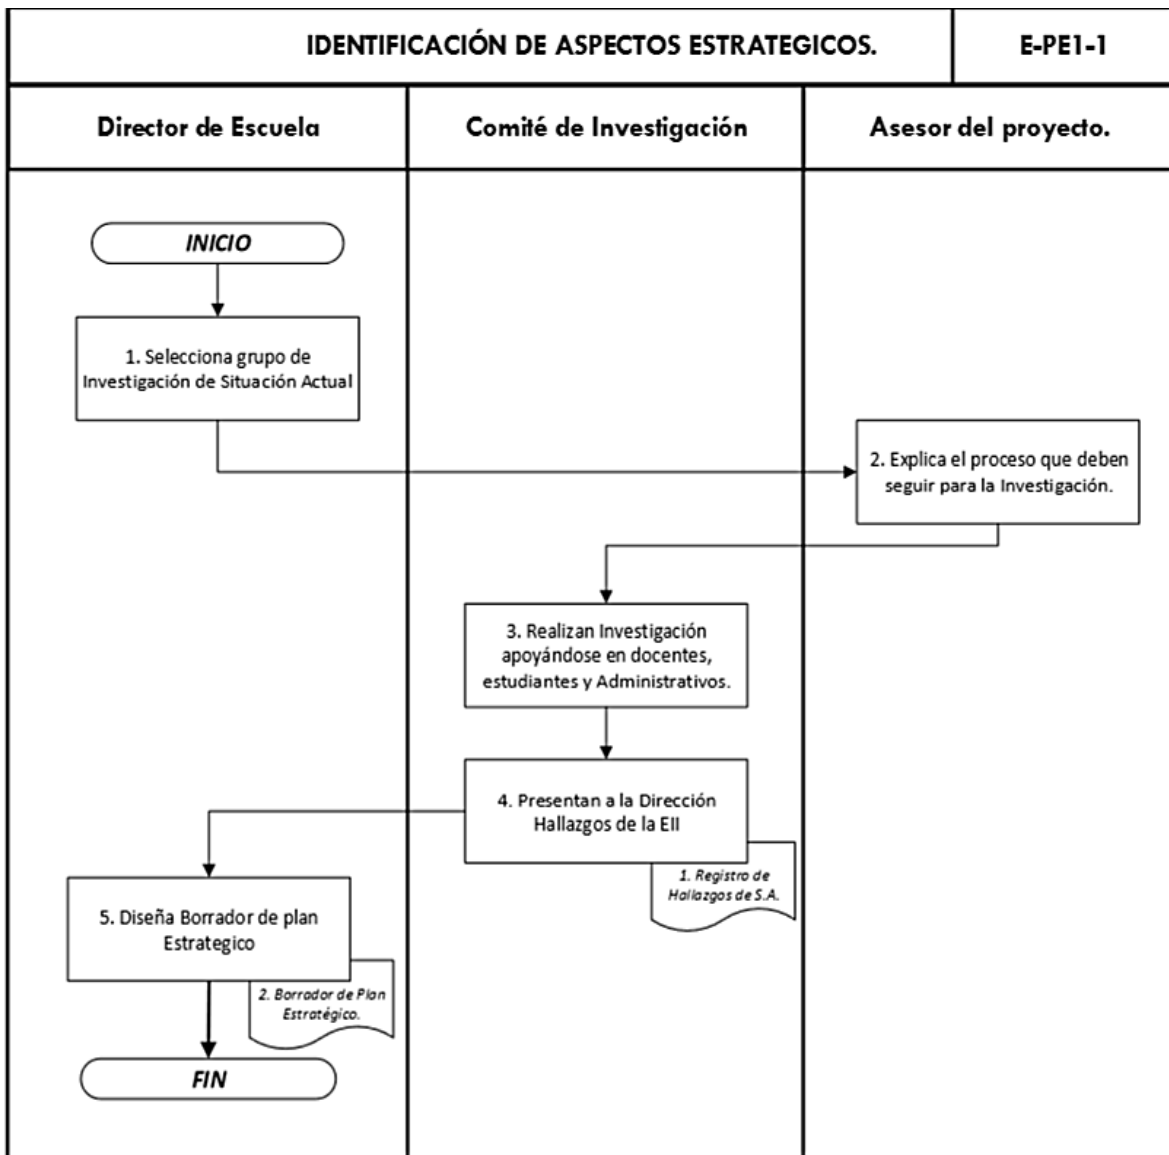 IDENTIFICACIÓN DE ASPECTOS ESTRATEGICOS.
E-PE1-1
Director de Escuela
Comité de Investigación
Asesor del proyecto.
INICIO
1. Selecciona grupo de
Investigación de Situación Actual
2. Explica el proceso que deben
seguir para la Investigación.
3. Realizan Investigación
apoyándose en docentes,
estudiantes y Administrativos.
4. Presentan a la Dirección
Hallazgos de la EII
1. Registro de
Hallazgos de S.A.
5. Diseña Borrador de plan
Estrategico
2. Borrador de Plan
Estratégico.
FIN